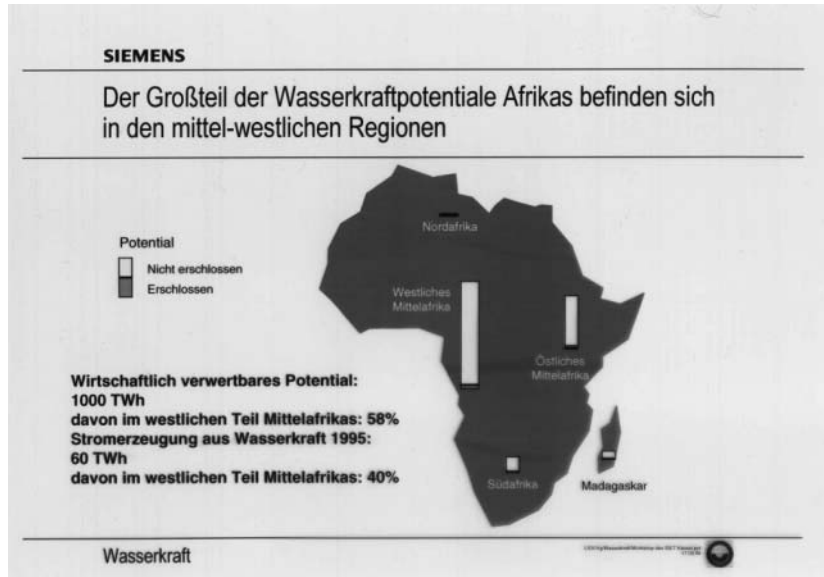 SIEMENS
Der Großteil der Wasserkraftpotentiale Afrikas befinden sich
in den mittel-westlichen Regionen
Potential
Nicht erschlossen
Erschlossen
Nordafrika
Westliches
Mittelafrika
Östliches
Mittelafrika
Südafrika
Madagaskar
Wirtschaftlich verwertbares Potential:
1000 TWh
davon im westlichen Teil Mittelafrikas: 58%
Stromerzeugung aus Wasserkraft 1995:
60 TWh
davon im westlichen Teil Mittelafrikas: 40%
Wasserkraft